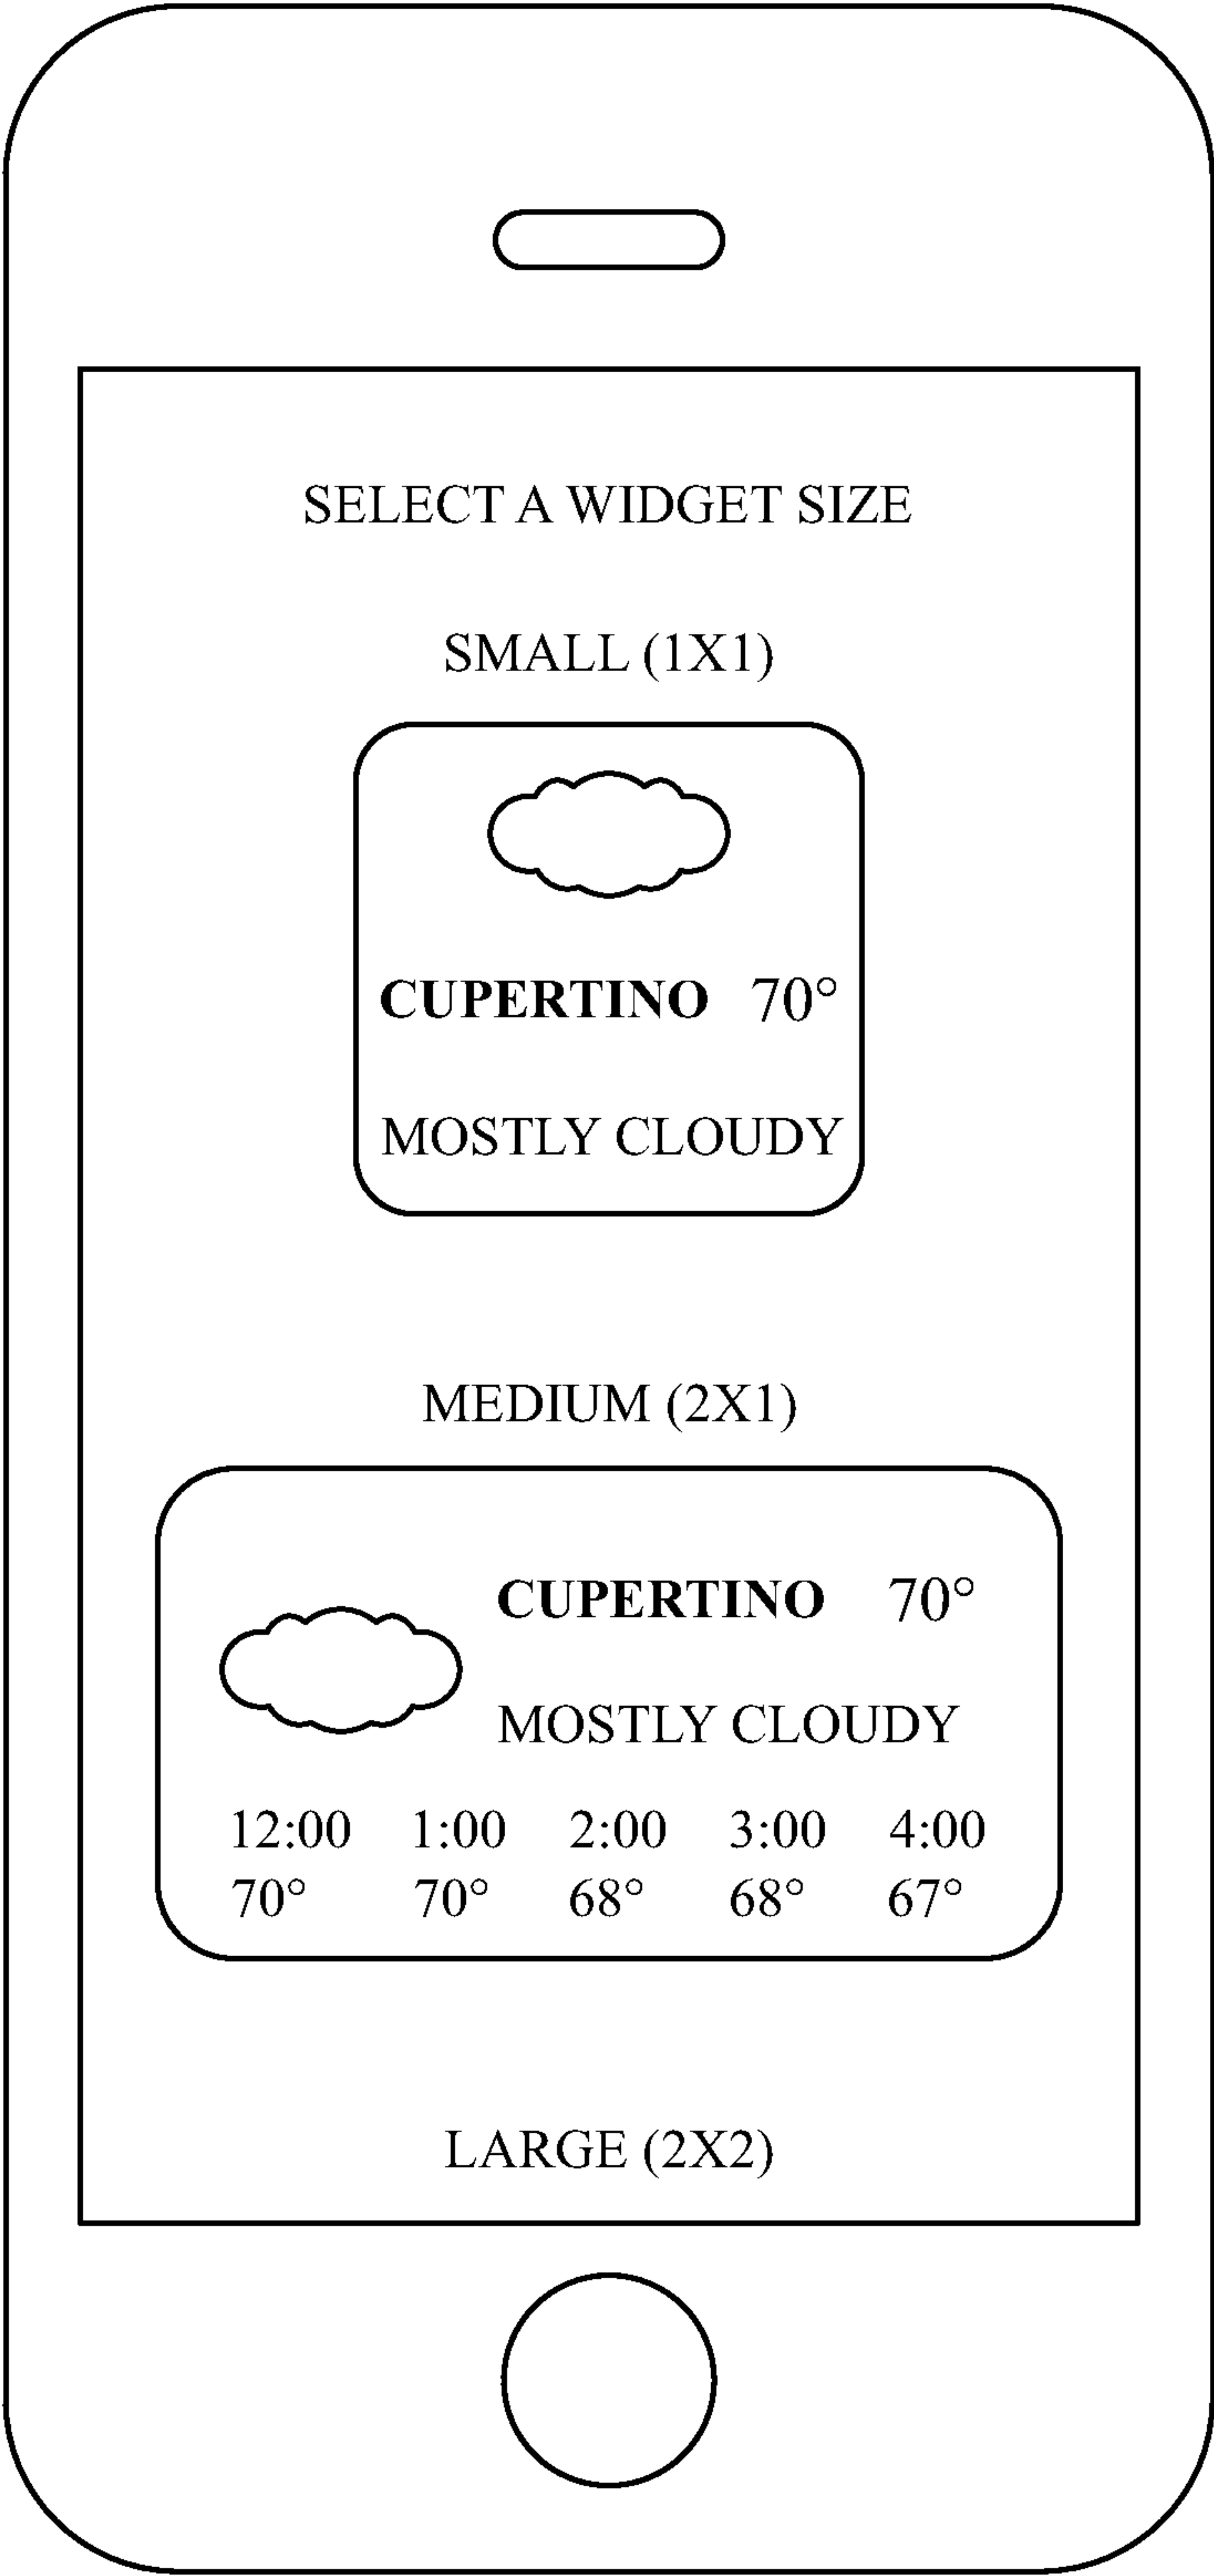 SELECT A WIDGET SIZE
SMALL (1X1)
CUPERTINO 70°
MOSTLY CLOUDY
MEDIUM (2X1)
CUPERTINO 70°
MOSTLY CLOUDY
12:00 1:00 2:00 3:00 4:00
70° 70° 68° 68° 67°
LARGE (2X2)